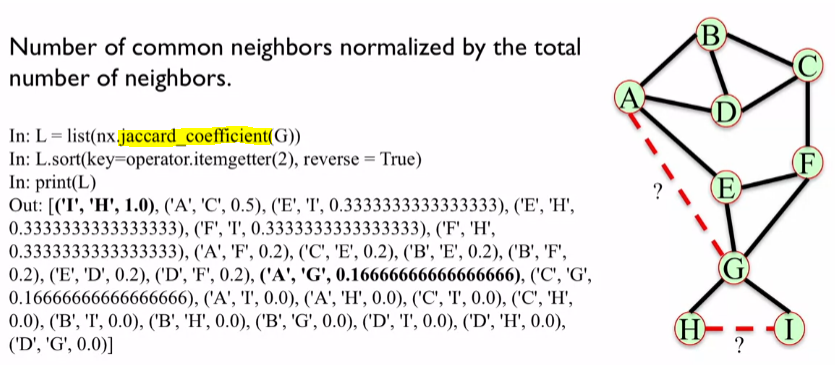 Number of common neighbors normalized by the total
number of neighbors.
In: L = list(nx.jaccard_coefficient(G))
In: L.sort(key=operator.itemgetter(2), reverse = True)
In: print(L)
Out: [('I', 'H', 1.0), ('A', 'C', 0.5), ('E', 'I', 0.3333333333333333), ('E', 'H',
0.3333333333333333), ('F', 'I', 0.3333333333333333), ('F', 'H',
0.3333333333333333), ('A', 'F', 0.2), ('C', 'E', 0.2), ('B', 'E', 0.2), ('B', 'F',
0.2), ('E', 'D', 0.2), ('D', 'F', 0.2), ('A', 'G', 0.16666666666666666), ('C', 'G',
0.16666666666666666), ('A', 'I', 0.0), ('A', 'H', 0.0), ('C', 'I', 0.0), ('C', 'H',
0.0), ('B', 'I', 0.0), ('B', 'H', 0.0), ('B', 'G', 0.0), ('D', 'I', 0.0), ('D', 'H', 0.0),
('D', 'G', 0.0)]
B
C
A
D
F
E
?
G
H
I
?